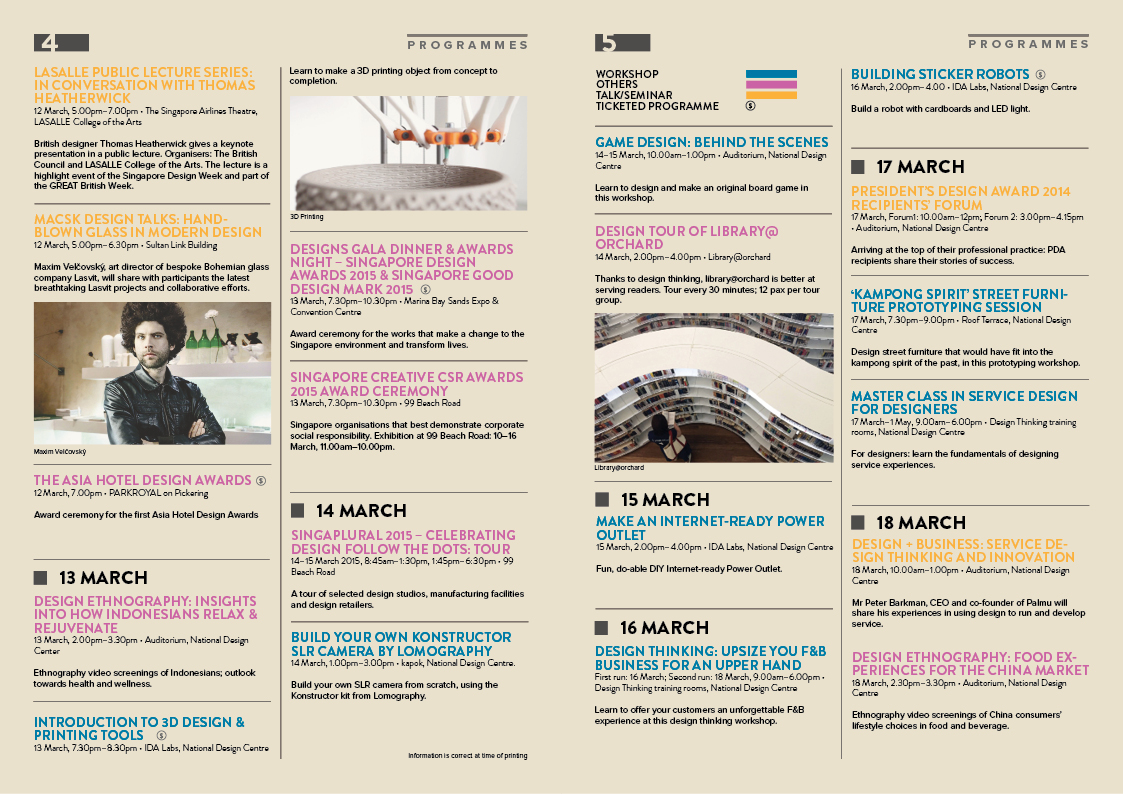 4
PROGRAMMES
LASALLE PUBLIC LECTURE SERIES:
IN CONVERSATION WITH THOMAS
HEATHERWICK
12 March, 5.00pm–7.00pm • The Singapore Airlines Theatre,
LASALLE College of the Arts
British designer Thomas Heatherwick gives a keynote
presentation in a public lecture. Organisers: The British
Council and LASALLE College of the Arts. The lecture is a
highlight event of the Singapore Design Week and part of
the GREAT British Week.
MACSK DESIGN TALKS: HAND-
BLOWN GLASS IN MODERN DESIGN
12 March, 5.00pm–6.30pm • Sultan Link Building
Maxim Velčovský, art director of bespoke Bohemian glass
company Lasvit, will share with participants the latest
breathtaking Lasvit projects and collaborative efforts.
Maxim Velčovský
THE ASIA HOTEL DESIGN AWARDS $
12 March, 7.00pm • PARKROYAL on Pickering
Award ceremony for the first Asia Hotel Design Awards
13 MARCH
DESIGN ETHNOGRAPHY: INSIGHTS
INTO HOW INDONESIANS RELAX &
REJUVENATE
13 March, 2.00pm–3.30pm • Auditorium, National Design
Center
Ethnography video screenings of Indonesians; outlook
towards health and wellness.
INTRODUCTION TO 3D DESIGN &
PRINTING TOOLS $
13 March, 7.30pm–8.30pm • IDA Labs, National Design Centre
Learn to make a 3D printing object from concept to
completion.
3D Printing
DESIGNS GALA DINNER & AWARDS
NIGHT – SINGAPORE DESIGN
AWARDS 2015 & SINGAPORE GOOD
DESIGN MARK 2015 $
13 March, 7.30pm–10.30pm • Marina Bay Sands Expo &
Convention Centre
Award ceremony for the works that make a change to the
Singapore environment and transform lives.
SINGAPORE CREATIVE CSR AWARDS
2015 AWARD CEREMONY
13 March, 7.30pm–10.30pm • 99 Beach Road
Singapore organisations that best demonstrate corporate
social responsibility. Exhibition at 99 Beach Road: 10–16
March, 11.00am–10.00pm.
14 MARCH
SINGAPLURAL 2015 – CELEBRATING
DESIGN FOLLOW THE DOTS: TOUR
14–15 March 2015, 8:45am–1:30pm, 1:45pm–6:30pm • 99
Beach Road
A tour of selected design studios, manufacturing facilities
and design retailers.
BUILD YOUR OWN KONSTRUCTOR
SLR CAMERA BY LOMOGRAPHY
14 March, 1.00pm–3.00pm • kapok, National Design Centre.
Build your own SLR camera from scratch, using the
Konstructor kit from Lomography.
Information is correct at time of printing
5
PROGRAMMES
WORKSHOP
OTHERS
TALK/SEMINAR
TICKETED PROGRAMME $
GAME DESIGN: BEHIND THE SCENES
14–15 March, 10.00am–1.00pm • Auditorium, National Design
Centre
Learn to design and make an original board game in
this workshop.
DESIGN TOUR OF LIBRARY@
ORCHARD
14 March, 2.00pm–4.00pm • Library@orchard
Thanks to design thinking, library@orchard is better at
serving readers. Tour every 30 minutes; 12 pax per tour
group.
Library@orchard
15 MARCH
MAKE AN INTERNET-READY POWER
OUTLET
15 March, 2.00pm–4.00pm • IDA Labs, National Design Centre
Fun, do-able DIY Internet-ready Power Outlet.
16 MARCH
DESIGN THINKING: UPSIZE YOU F&B
BUSINESS FOR AN UPPER HAND
First run: 16 March; Second run: 18 March, 9.00am–6.00pm •
Design Thinking training rooms, National Design Centre
Learn to offer your customers an unforgettable F&B
experience at this design thinking workshop.
BUILDING STICKER ROBOTS $
16 March, 2.00pm– 4.00 • IDA Labs, National Design Centre
Build a robot with cardboards and LED light.
17 MARCH
PRESIDENT'S DESIGN AWARD 2014
RECIPIENTS' FORUM
17 March, Forum1: 10.00am–12pm; Forum 2: 3.00pm–4.15pm
• Auditorium, National Design Centre
Arriving at the top of their professional practice: PDA
recipients share their stories of success.
‘KAMPONG SPIRIT’ STREET FURNI-
TURE PROTOTYPING SESSION
17 March, 7.30pm–9.00pm • Roof Terrace, National Design
Centre
Design street furniture that would have fit into the
kampong spirit of the past, in this prototyping workshop.
MASTER CLASS IN SERVICE DESIGN
FOR DESIGNERS
17 March–1 May, 9.00am–6.00pm • Design Thinking training
rooms, National Design Centre
For designers: learn the fundamentals of designing
service experiences.
18 MARCH
DESIGN + BUSINESS: SERVICE DE-
SIGN THINKING AND INNOVATION
18 March, 10.00am–1.00pm • Auditorium, National Design
Centre
Mr Peter Barkman, CEO and co-founder of Palmu will
share his experiences in using design to run and develop
service.
DESIGN ETHNOGRAPHY: FOOD EX-
PERIENCES FOR THE CHINA MARKET
18 March, 2.30pm–3.30pm • Auditorium, National Design
Centre
Ethnography video screenings of China consumers'
lifestyle choices in food and beverage.